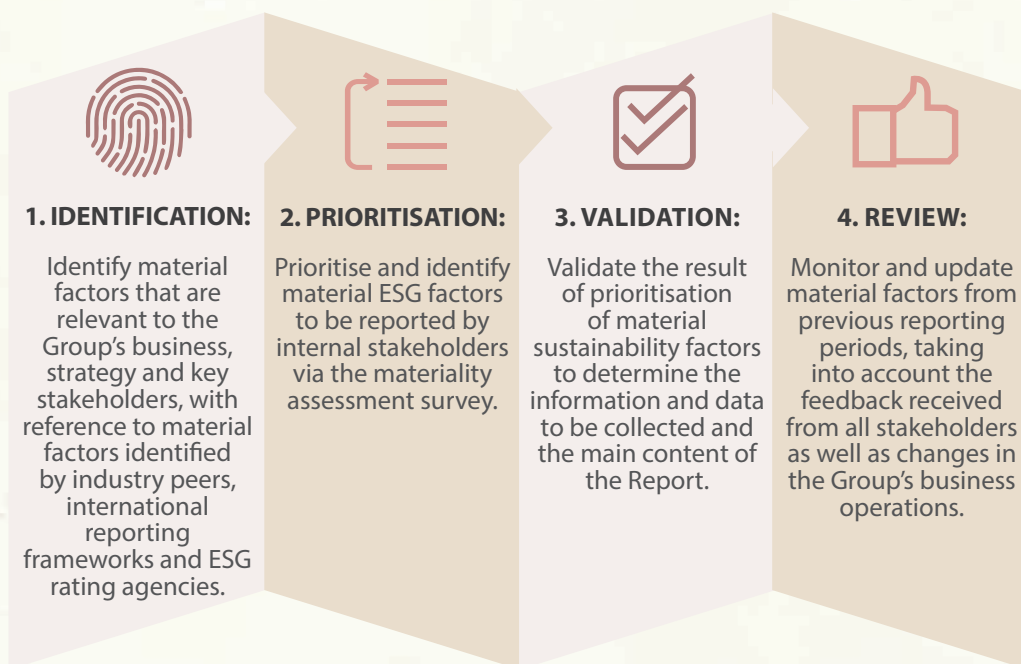 1. IDENTIFICATION:
Identify material
factors that are
relevant to the
Group’s business,
strategy and key
stakeholders, with
reference to material
factors identified
by industry peers,
international
reporting
frameworks and ESG
rating agencies.
2. PRIORITISATION:
Prioritise and identify
material ESG factors
to be reported by
internal stakeholders
via the materiality
assessment survey.
3. VALIDATION:
Validate the result
of prioritisation
of material
sustainability factors
to determine the
information and data
to be collected and
the main content of
the Report.
4. REVIEW:
Monitor and update
material factors from
previous reporting
periods, taking
into account the
feedback received
from all stakeholders
as well as changes in
the Group’s business
operations.